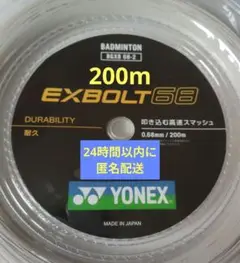 BADMINTON
BGXB 68-2
200m
EXBOLT68
DURABILITY
耐久
叩き込む高速スマッシュ
0.68mm / 200m
24時間以内に
匿名配送
YONEX
MADE IN JAPAN